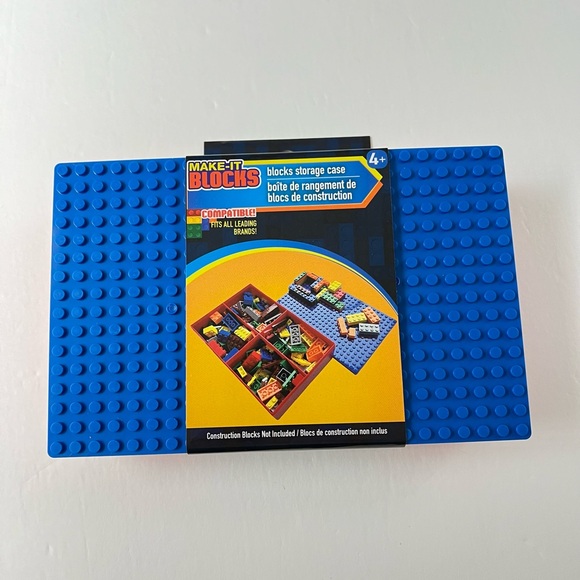 MAKE-IT
BLOCKS
blocks storage case
boîte de rangement de
blocs de construction
4+
COMPATIBLE!
FITS ALL LEADING
BRANDS!
Construction Blocks Not Included / Blocs de construction non inclus